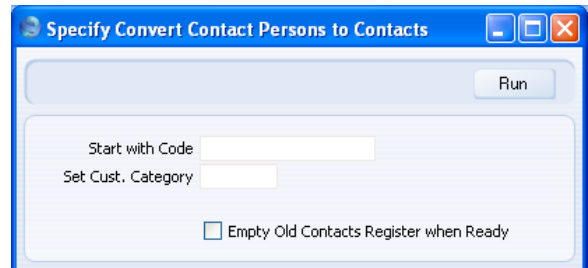 Specify Convert Contact Persons to Contacts
Run
Start with Code
Set Cust. Category
Empty Old Contacts Register when Ready